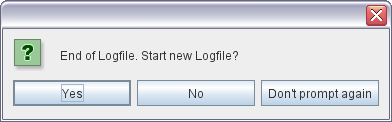 End of Logfile. Start new Logfile?
Yes
No
Don't prompt again